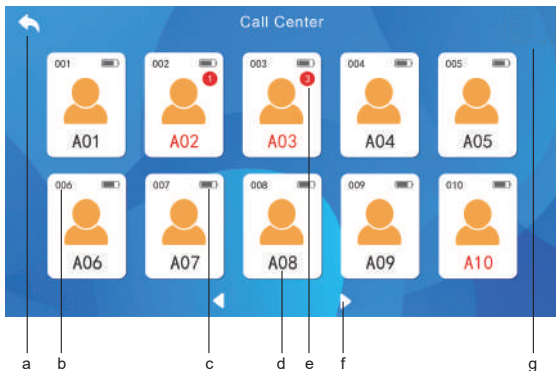 Call Center
001 002 1 003 3 004 005
A01 A02 A03 A04 A05
006 007 008 009 010
A06 A07 A08 A09 A10
a b c d e f g